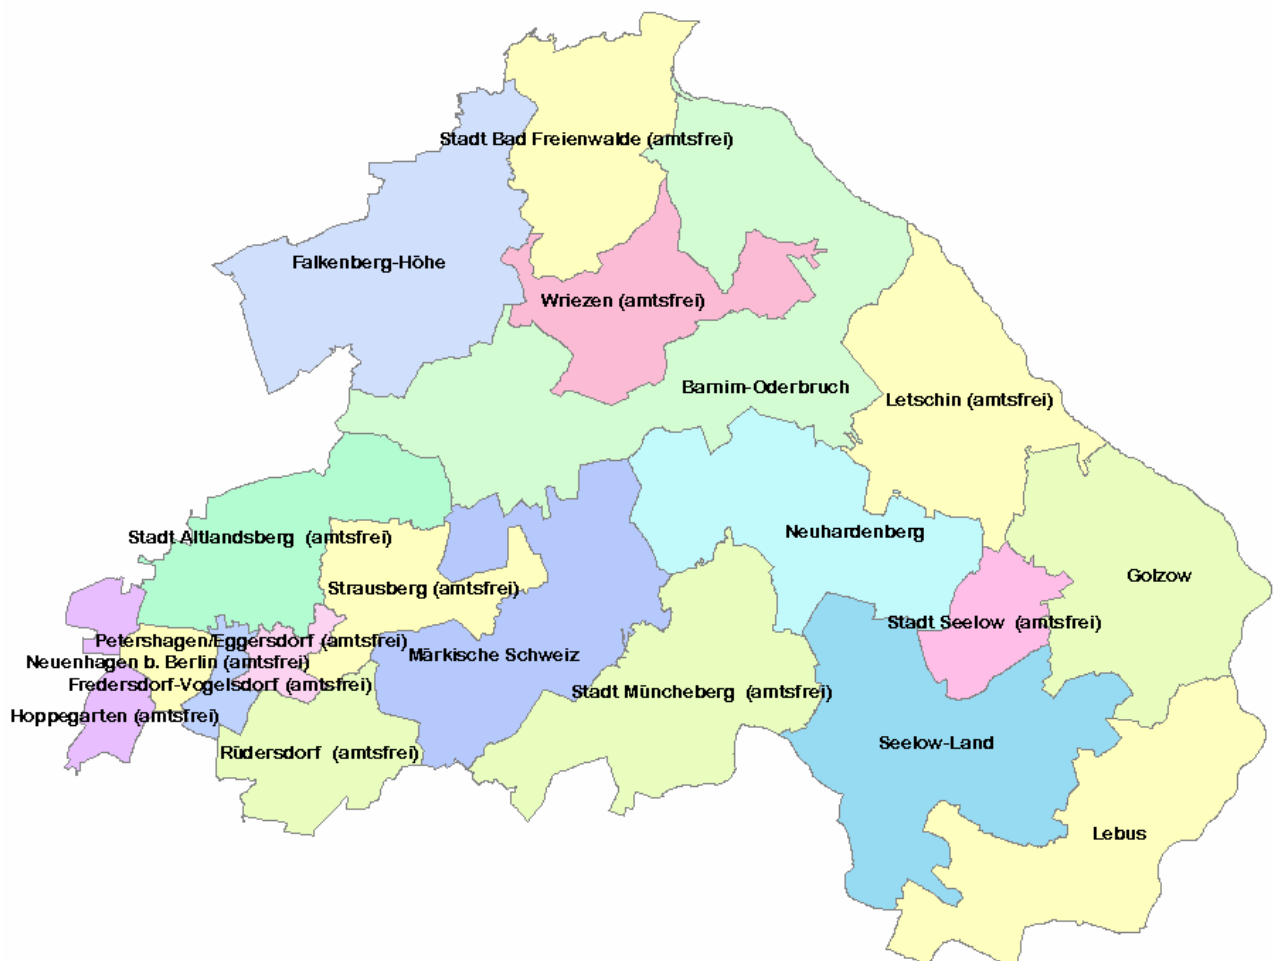 Stadt Bad Freienwalde (amtsfrei)
Falkenberg-Höhe
Wriezen (amtsfrei)
Barnim-Oderbruch
Letschin (amtsfrei)
Neuhardenberg
Stadt Altlandsberg (amtsfrei)
Golzow
Strausberg (amtsfrei)
Stadt Seelow (amtsfrei)
Petershagen/Eggersdorf (amtsfrei)
Märkische Schweiz
Neuenhagen b. Berlin (amtsfrei)
Fredersdorf-Vogelsdorf (amtsfrei)
Stadt Müncheberg (amtsfrei)
Hoppegarten (amtsfrei)
Seelow-Land
Rüdersdorf (amtsfrei)
Lebus